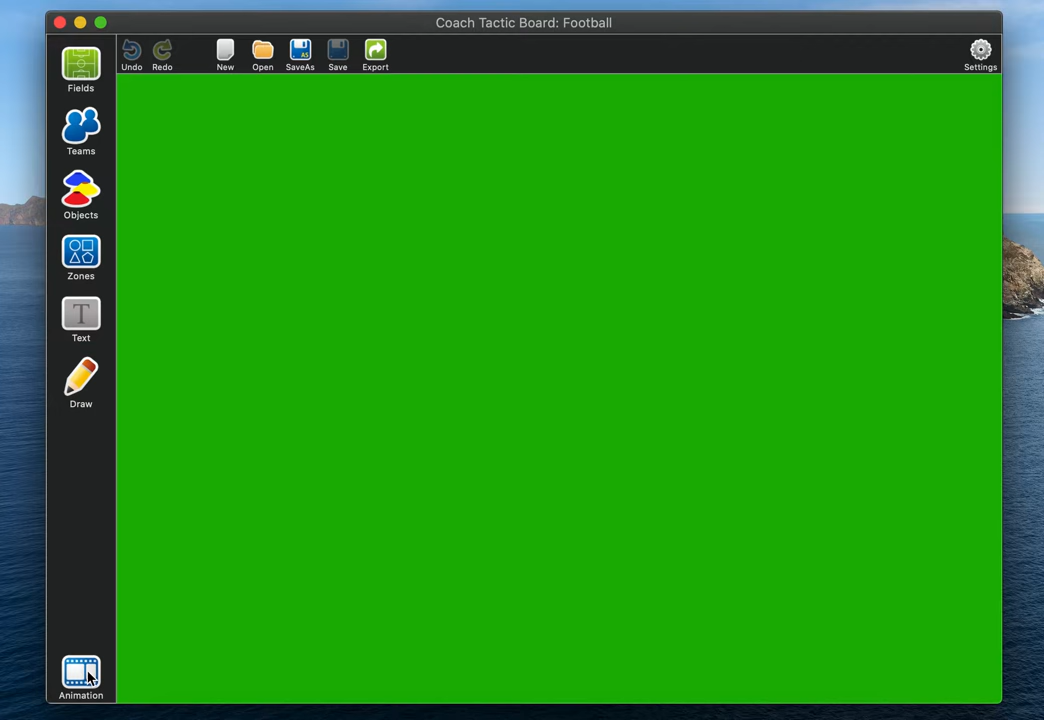 Coach Tactic Board: Football
Undo Redo New Open SaveAs Save Export Settings
AS
Fields
Teams
Objects
Zones
T
Text
Draw
Animation